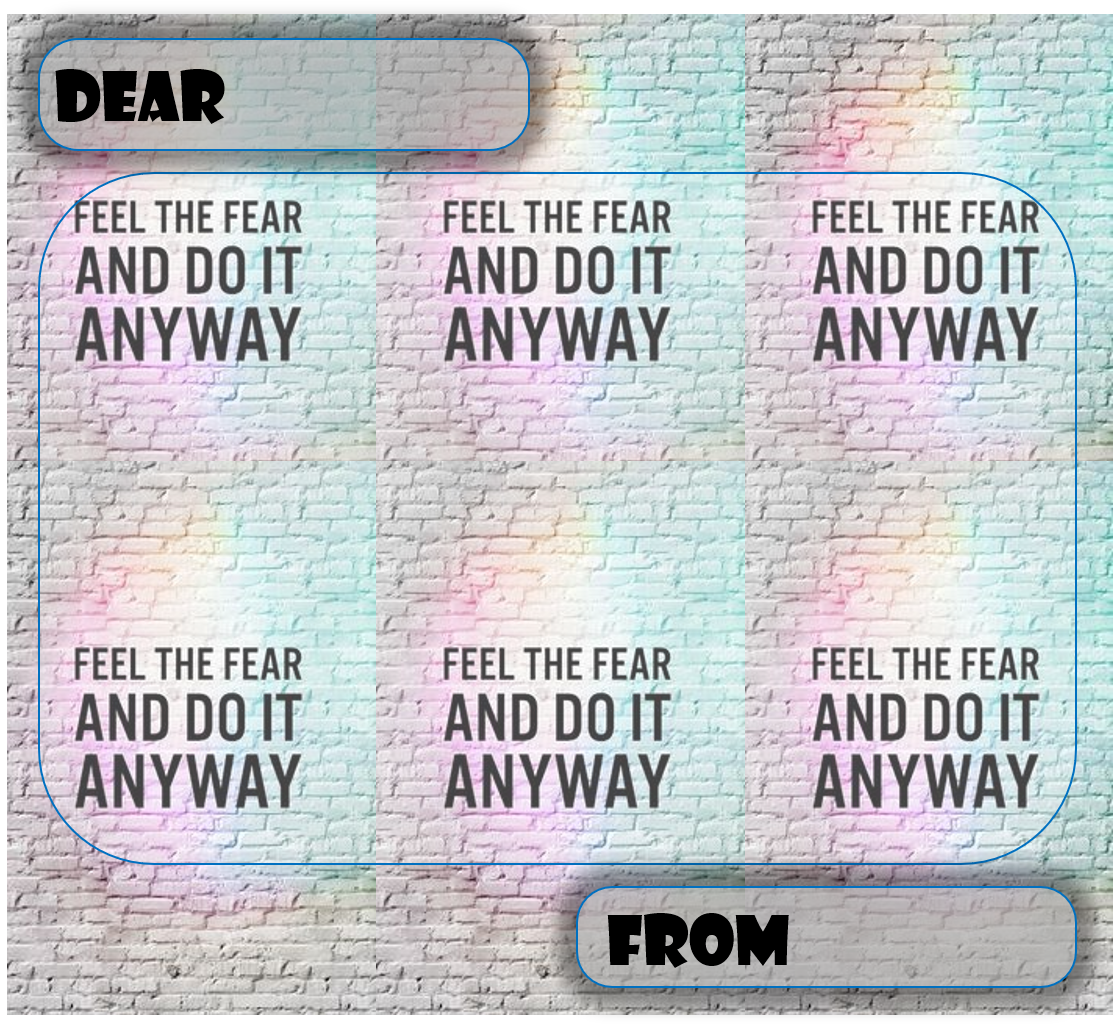 DEAR
FEEL THE FEAR FEEL THE FEAR FEEL THE FEAR
AND DO IT AND DO IT AND DO IT
ANYWAY ANYWAY ANYWAY
FEEL THE FEAR FEEL THE FEAR FEEL THE FEAR
AND DO IT AND DO IT AND DO IT
ANYWAY ANYWAY ANYWAY
FROM